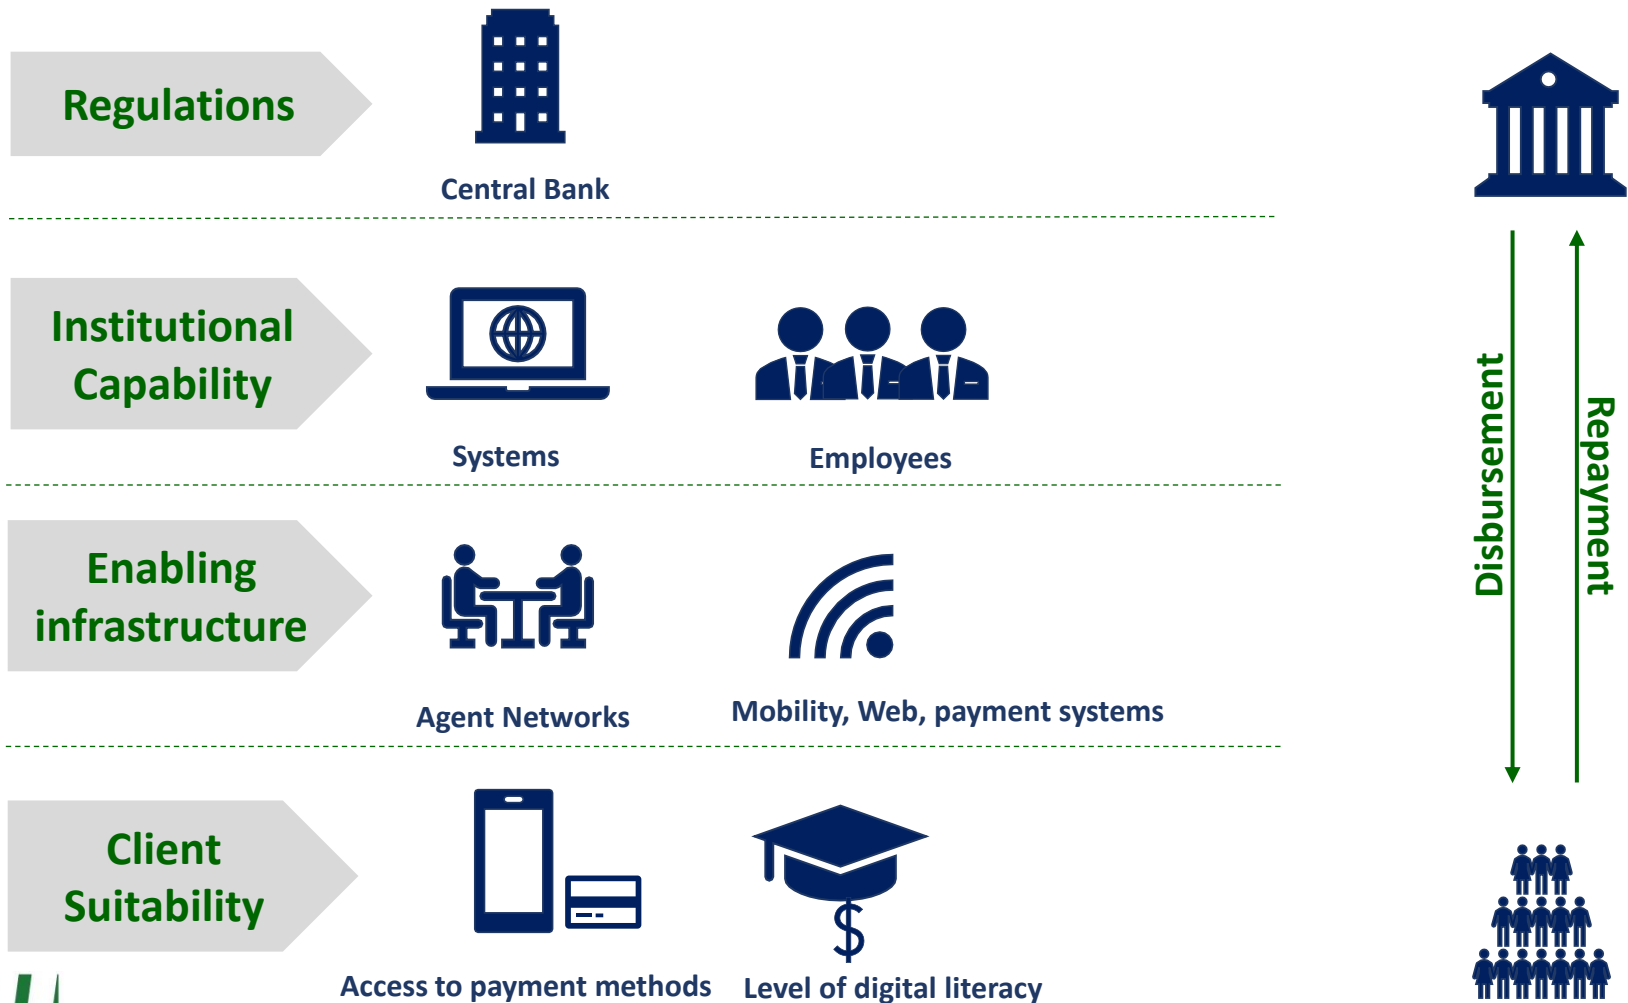 Regulations
Central Bank
Institutional
Capability
Systems
Employees
Enabling
infrastructure
Agent Networks
Mobility, Web, payment systems
Client
Suitability
$
Access to payment methods
Level of digital literacy
Disbursement
Repayment